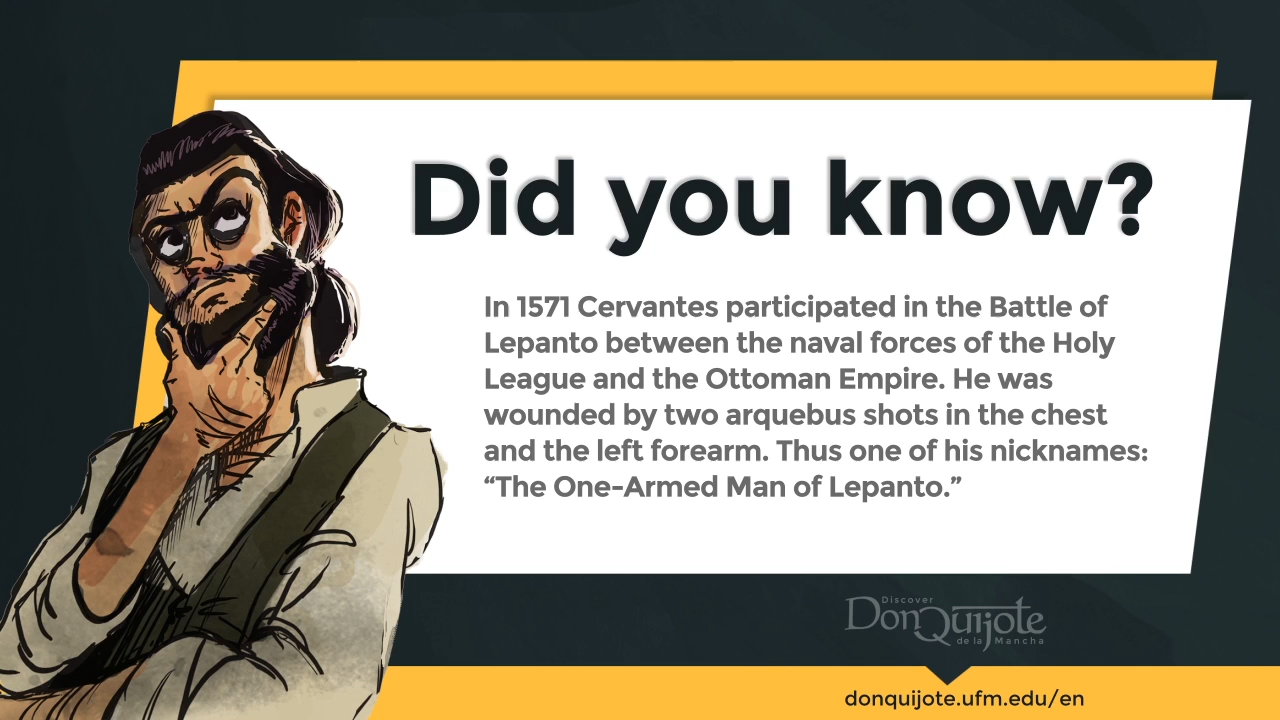 Did you know?
In 1571 Cervantes participated in the Battle of
Lepanto between the naval forces of the Holy
League and the Ottoman Empire. He was
wounded by two arquebus shots in the chest
and the left forearm. Thus one of his nicknames:
“The One-Armed Man of Lepanto.”
Discover
Don Quijote
de la Mancha
donquijote.ufm.edu/en